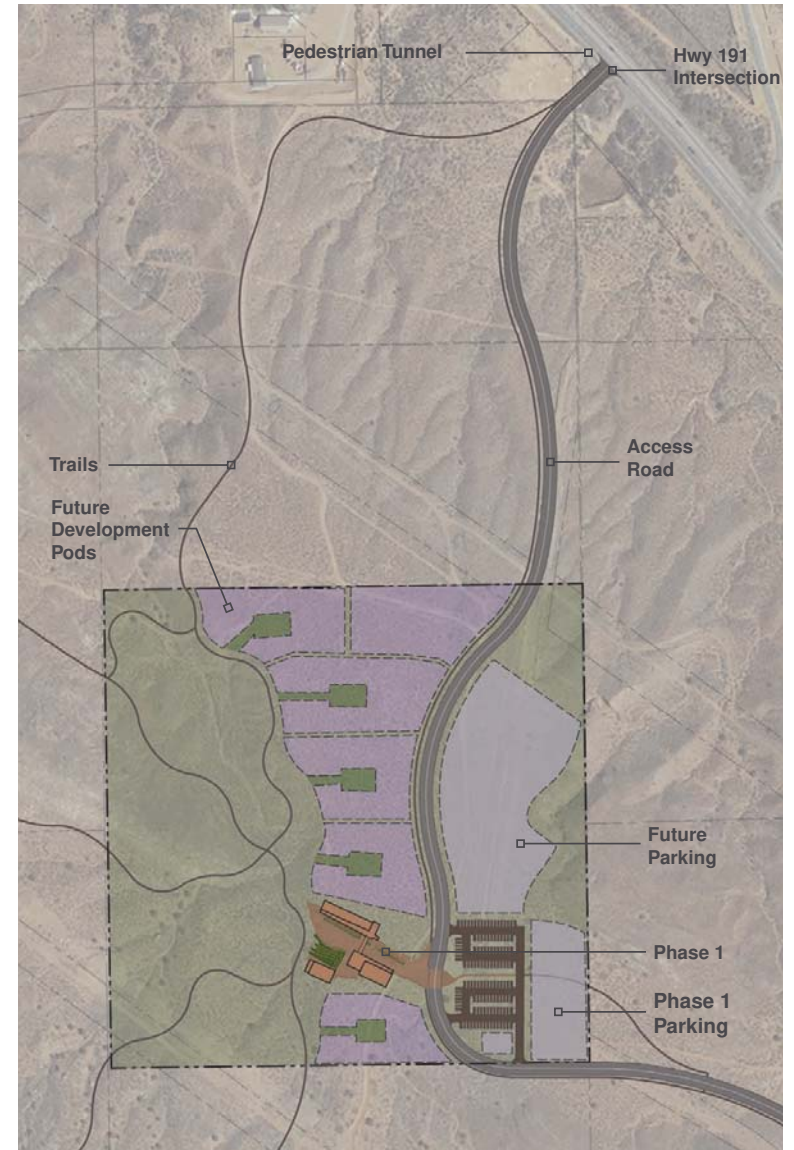 Pedestrian Tunnel
Hwy 191
Intersection
Trails
Access
Road
Future
Development
Pods
Future
Parking
Phase 1
Phase 1
Parking